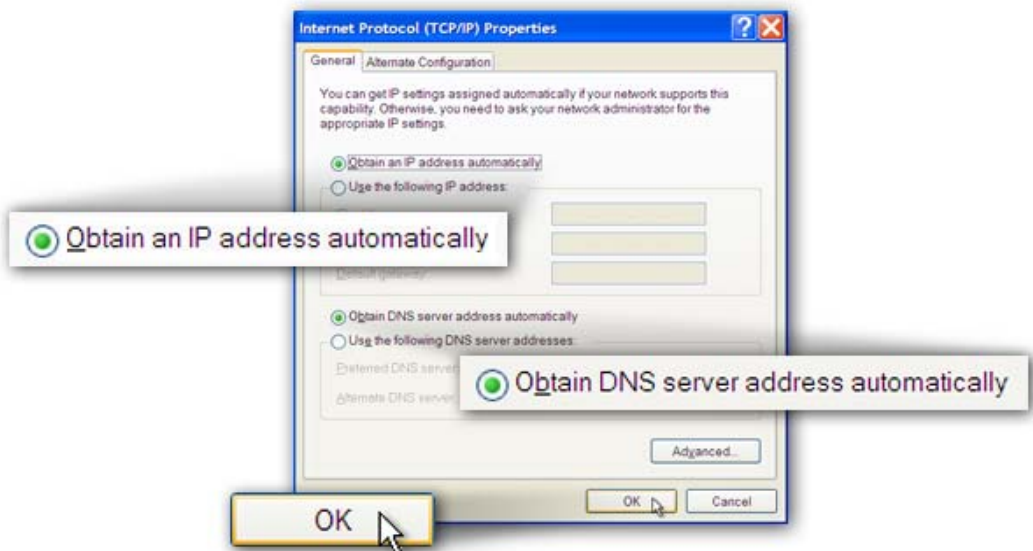 Internet Protocol (TCP/IP) Properties
General
Alternate Configuration
You can get IP settings assigned automatically if your network supports this
capability. Otherwise, you need to ask your network administrator for the
appropriate IP settings.
Obtain an IP address automatically
Use the following IP address:
Obtain an IP address automatically
Default gateway:
Obtain DNS server address automatically
Use the following DNS server addresses:
Preferred DNS server
Obtain DNS server address automatically
Alternate DNS server
Advanced...
OK
Cancel
OK